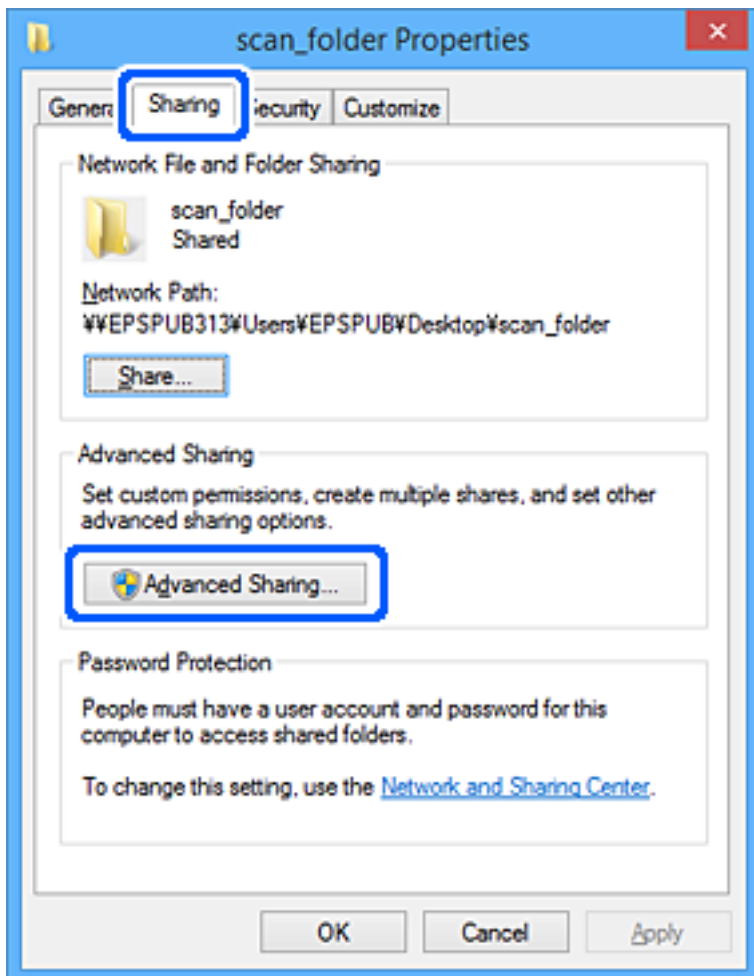 scan_folder Properties
Sharing Customize
Network File and Folder Sharing
scan_folder
Shared
Network Path:
¥¥EPSPUB313¥Users¥EPSPUB¥Desktop¥scan_folder
Share...
Advanced Sharing
Set custom permissions, create multiple shares, and set other
advanced sharing options.
Advanced Sharing...
Password Protection
People must have a user account and password for this
computer to access shared folders.
To change this setting, use the Network and Sharing Center.
OK Cancel Apply